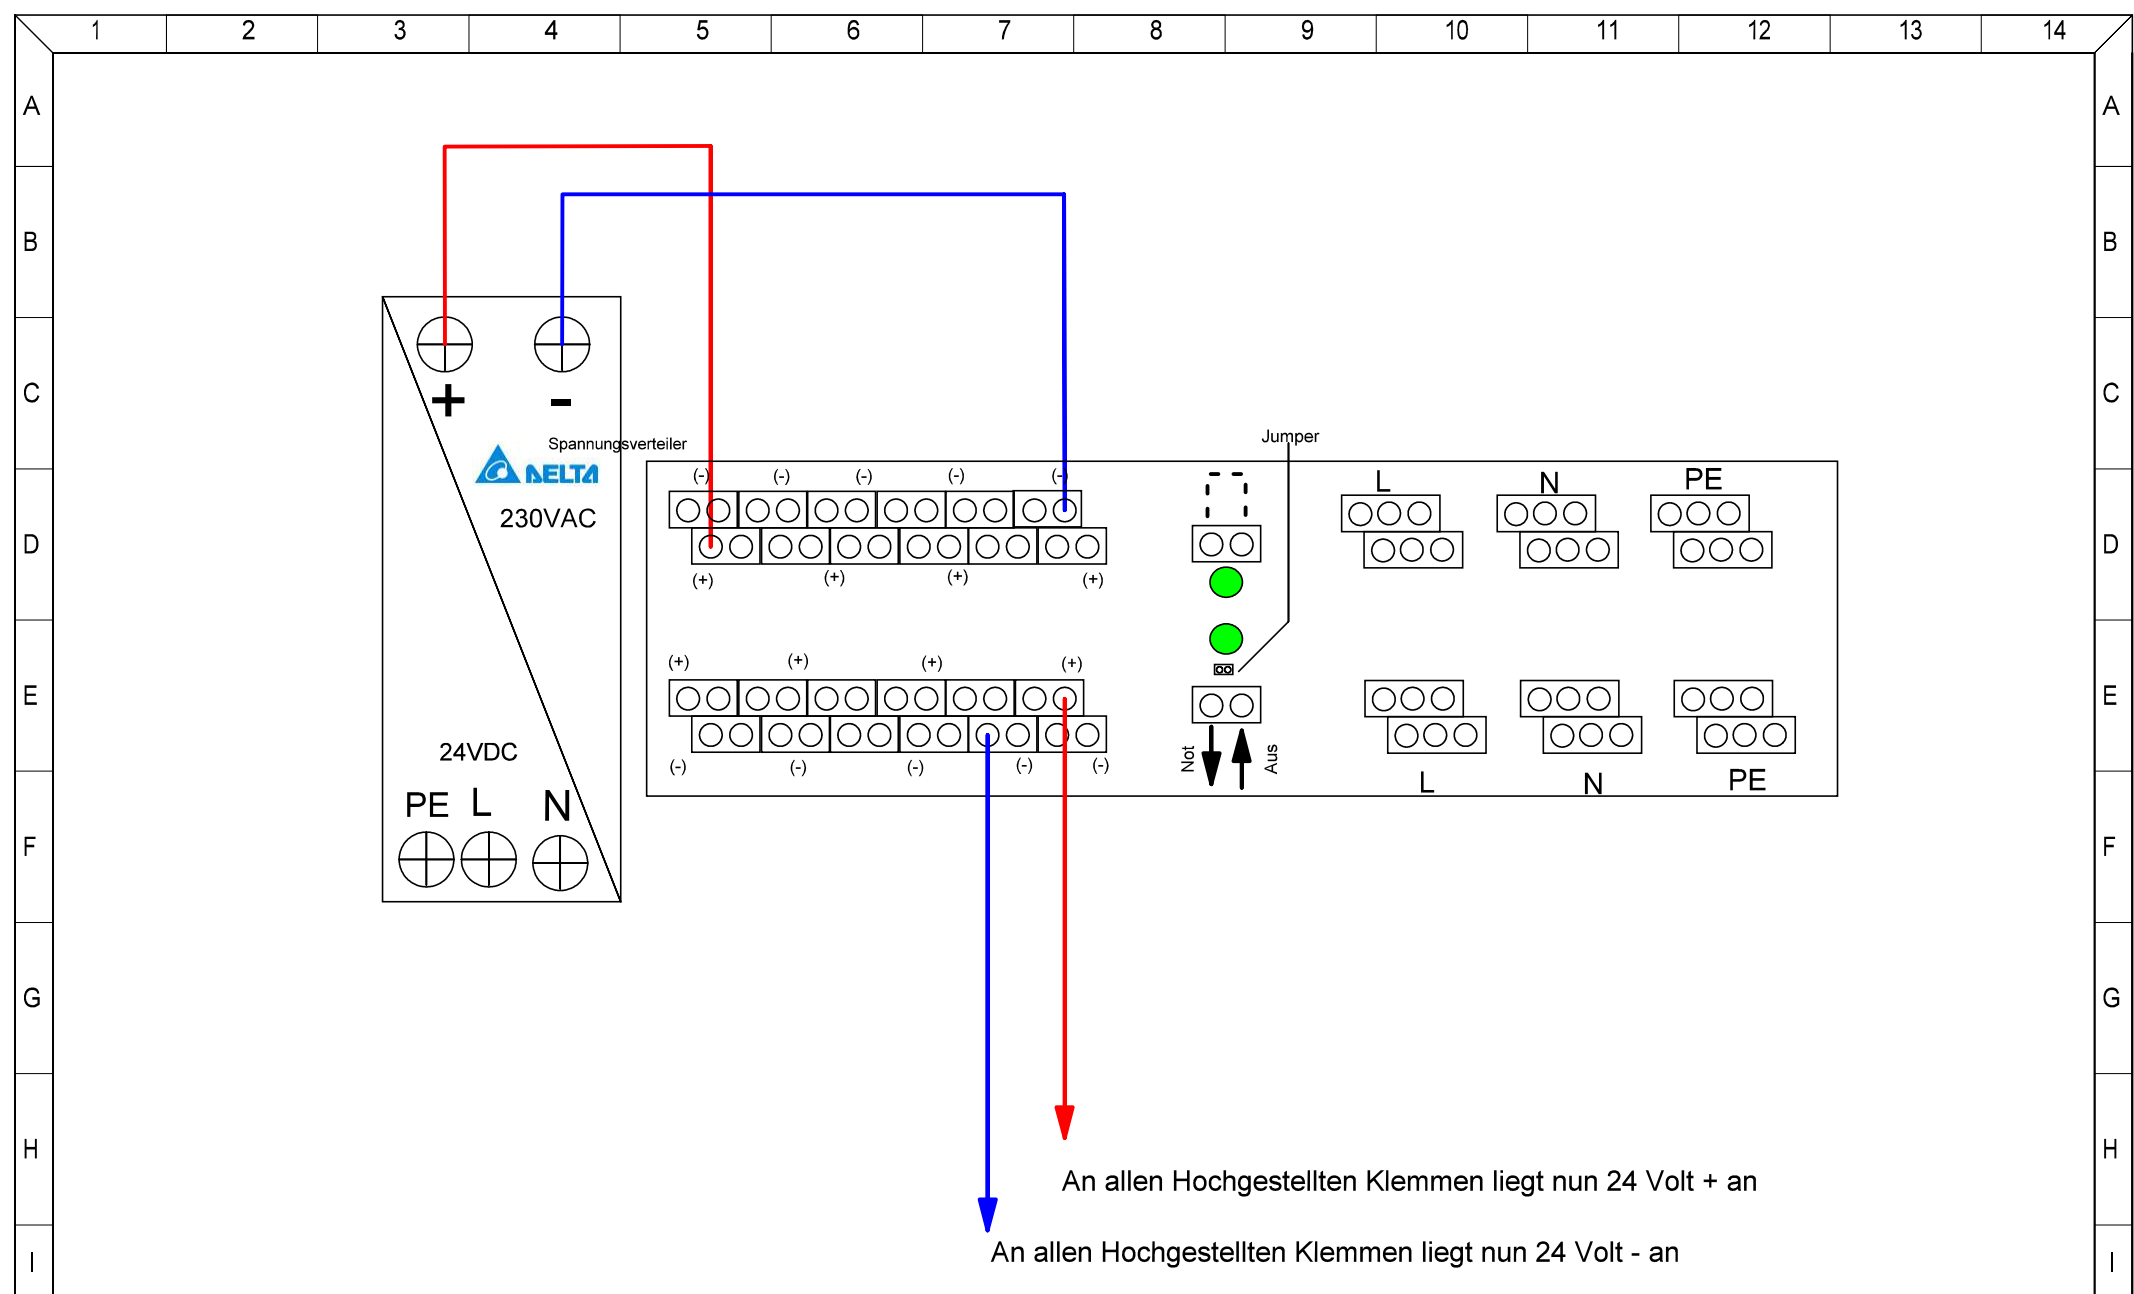 1 2 3 4 5 6 7 8 9 10 11 12 13 14
A A
B B
C C
+ -
Spannungsverteiler
Jumper
DELTA
(-) (-) (-) (-) (-)
L N PE
230VAC
D D
(+) (+) (+) (+)
(+) (+) (+) (+)
E E
24VDC
(-) (-) (-) (-) (-)
Not Aus
L N PE
PE L N
F F
G G
H H
An allen Hochgestellten Klemmen liegt nun 24 Volt + an
An allen Hochgestellten Klemmen liegt nun 24 Volt - an
I I